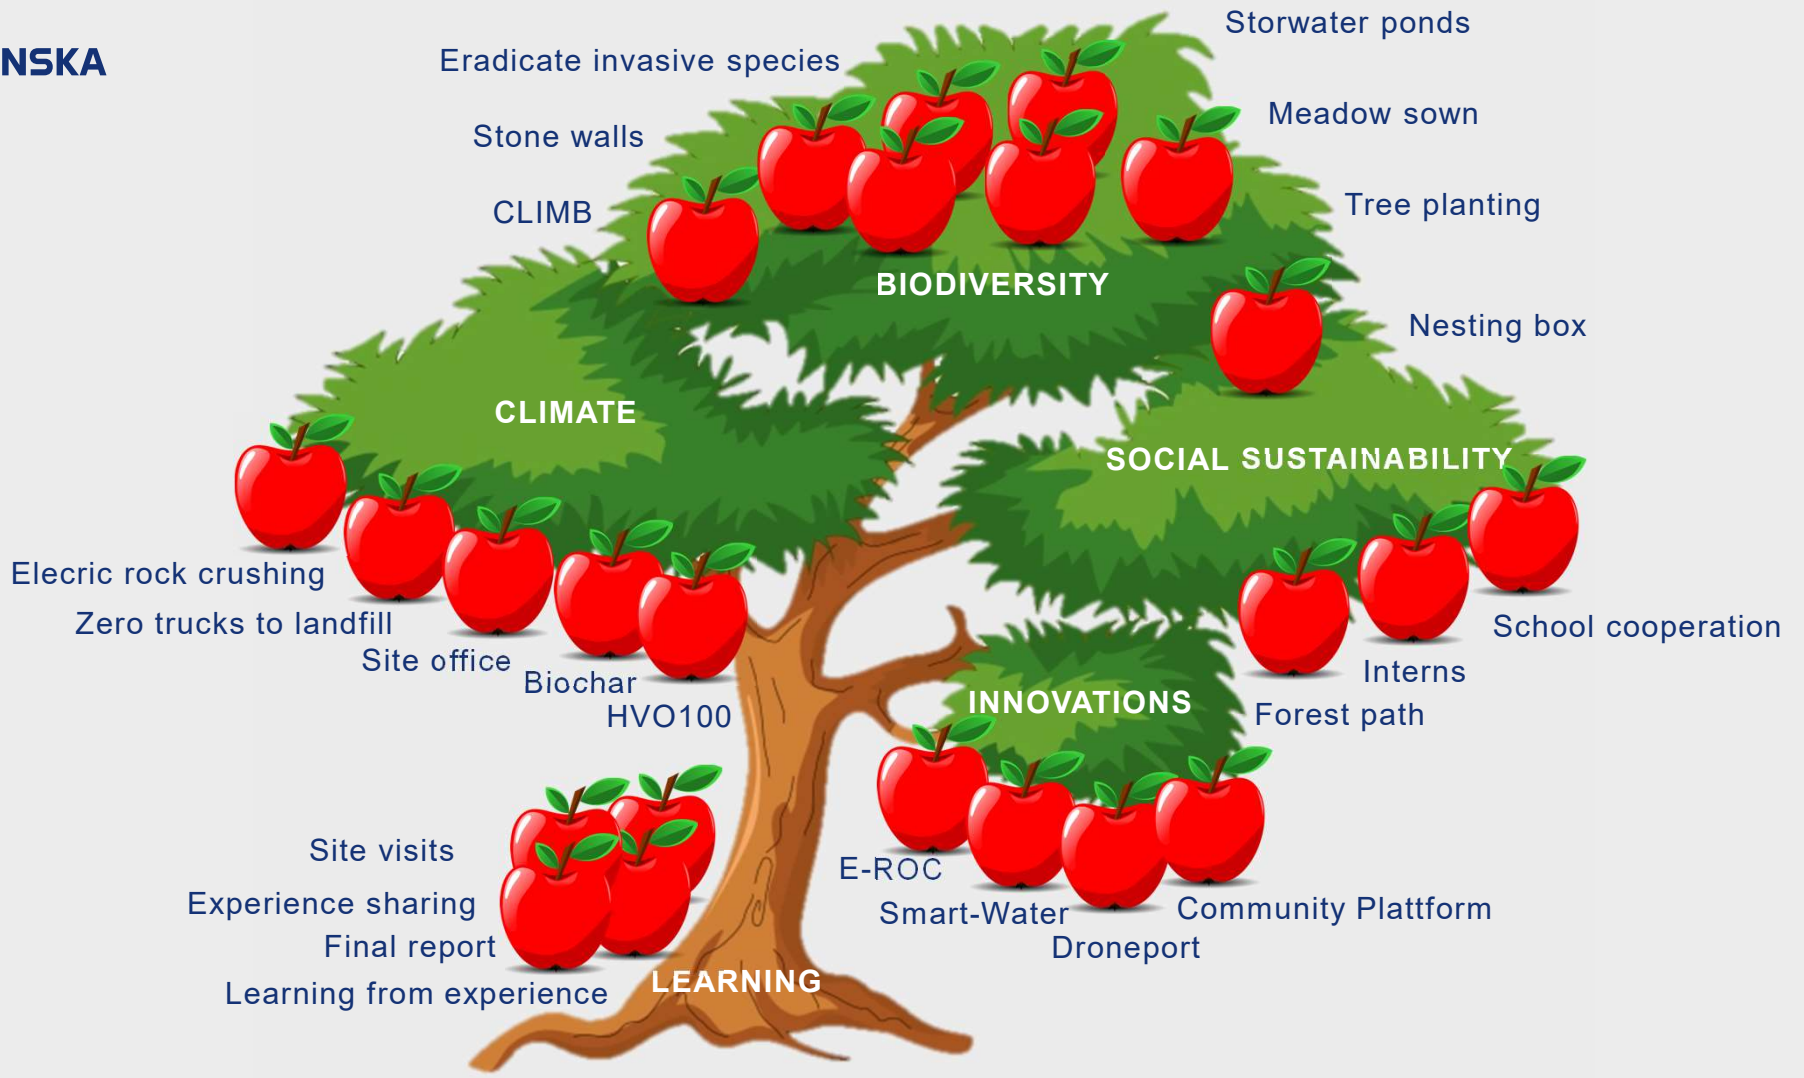 NSKA
Storwater ponds
Eradicate invasive species
Meadow sown
Stone walls
CLIMB
Tree planting
BIODIVERSITY
Nesting box
CLIMATE
SOCIAL SUSTAINABILITY
Elecric rock crushing
Zero trucks to landfill
Site office
Biochar
HVO100
School cooperation
Interns
Forest path
INNOVATIONS
E-ROC
Smart-Water
Droneport
Community Plattform
Site visits
Experience sharing
Final report
Learning from experience
LEARNING